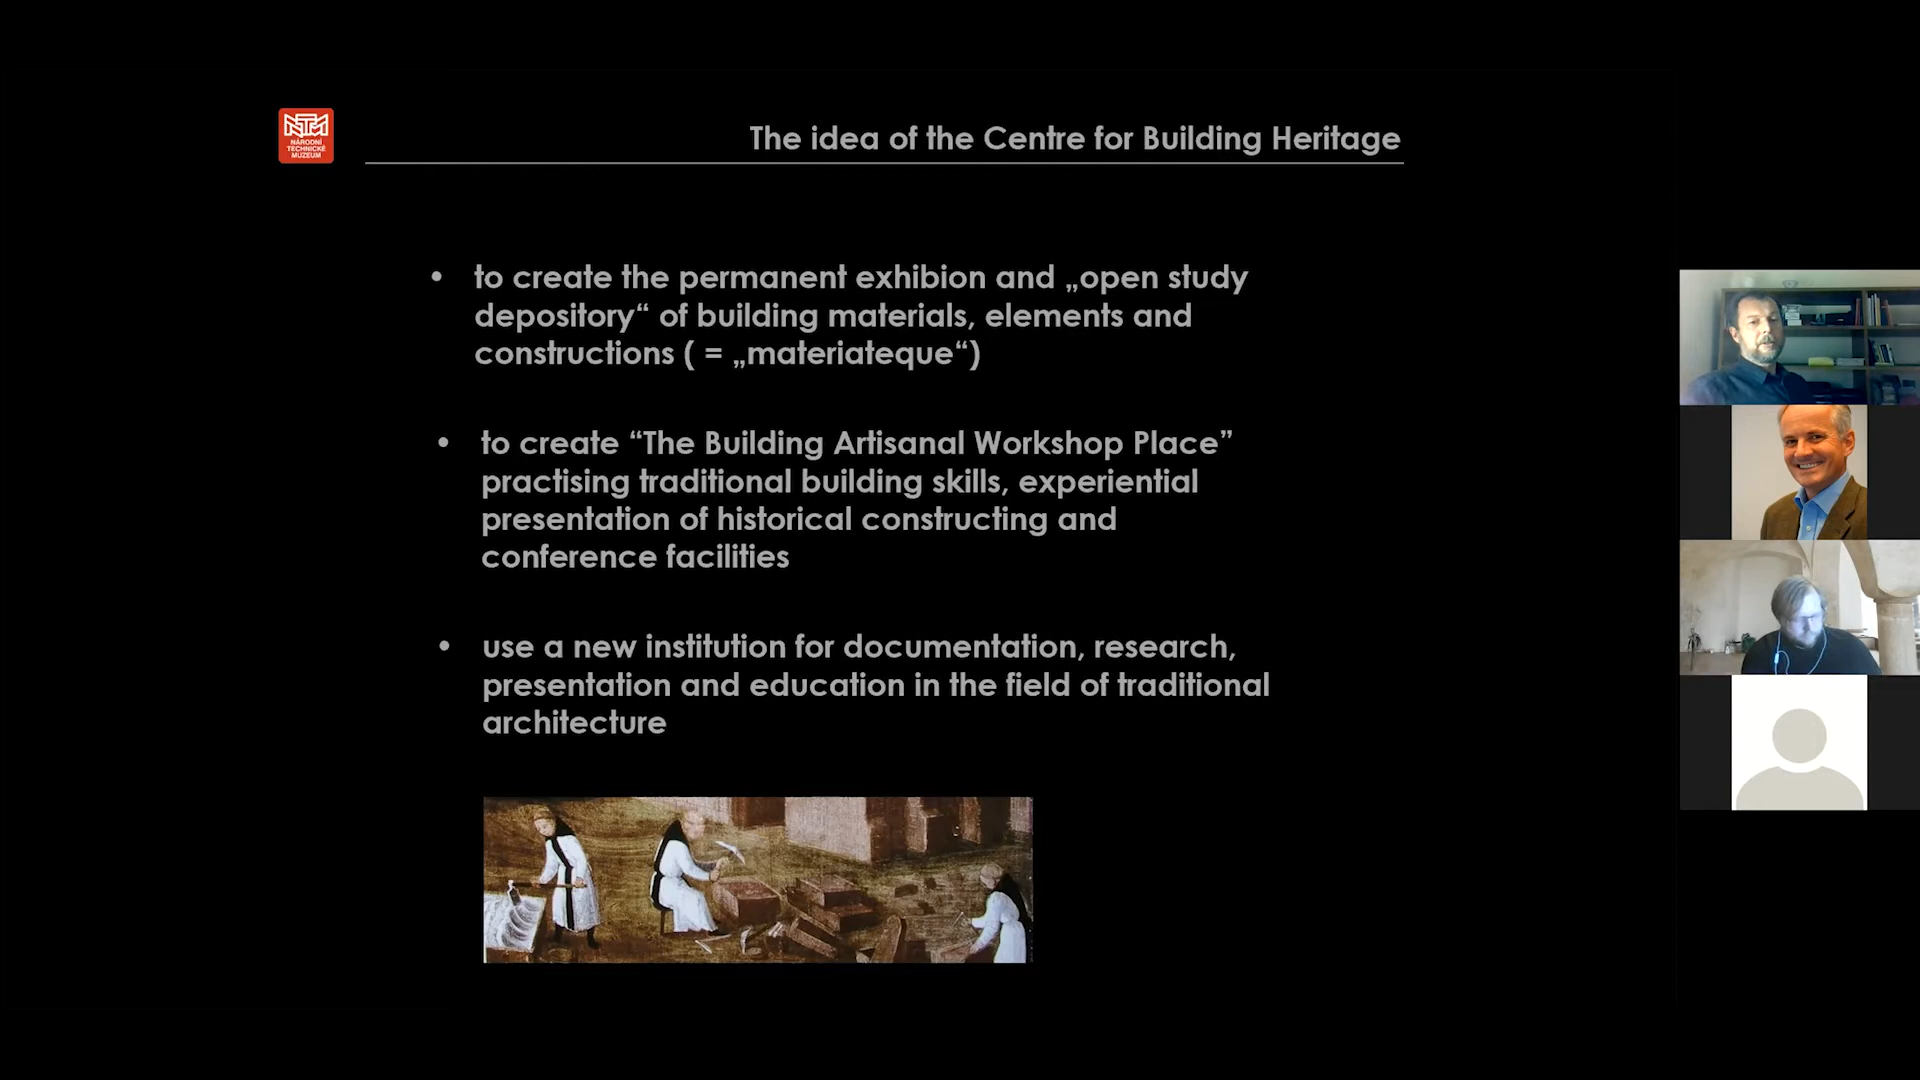 NTM
NÁRODNÍ
TECHNICKÉ
MUZEUM
The idea of the Centre for Building Heritage
• to create the permanent exhibion and „open study
depository“ of building materials, elements and
constructions ( = „materiateque“)
• to create “The Building Artisanal Workshop Place”
practising traditional building skills, experiential
presentation of historical constructing and
conference facilities
• use a new institution for documentation, research,
presentation and education in the field of traditional
architecture